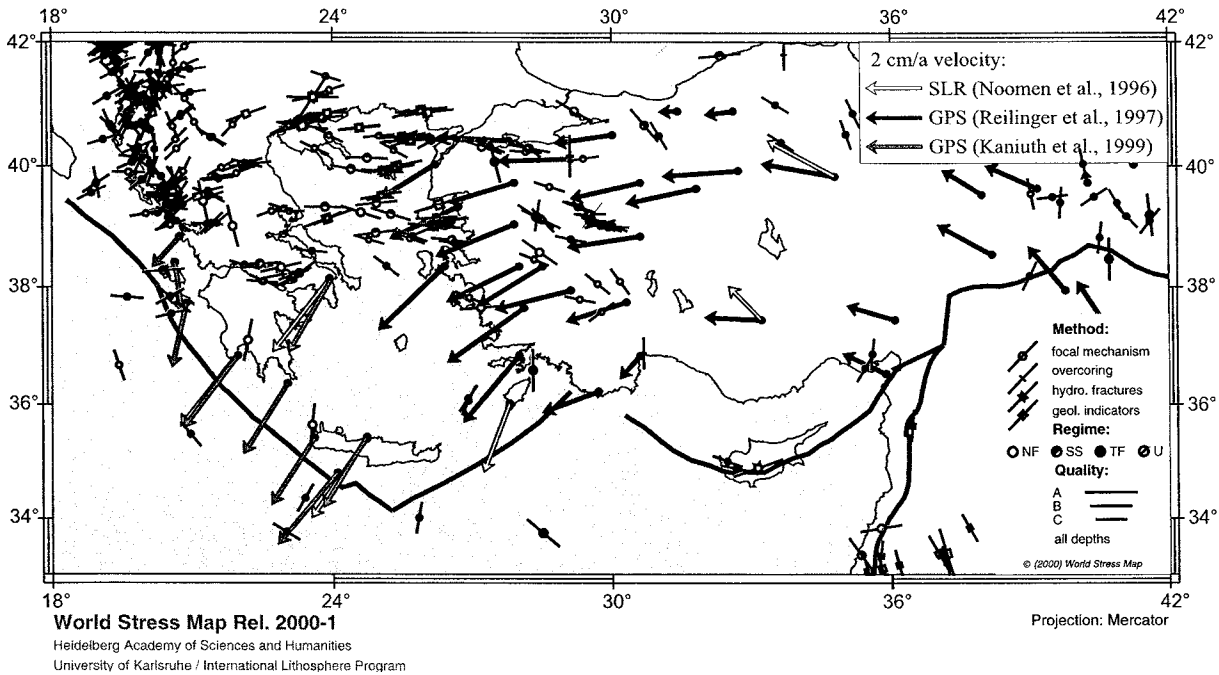 18° 24° 30° 36° 42°
42° 42°
2 cm/a velocity:
SLR (Noomen et al., 1996)
GPS (Reilinger et al., 1997)
GPS (Kaniuth et al., 1999)
40° 40°
38° 38°
Method:
focal mechanism
overcoring
hydro. fractures
geol. indicators
Regime:
NF SS TF U
Quality:
A
B
C
all depths
© (2000) World Stress Map
36° 36°
34° 34°
18° 24° 30° 36° 42°
World Stress Map Rel. 2000-1
Projection: Mercator
Heidelberg Academy of Sciences and Humanities
University of Karlsruhe / International Lithosphere Program